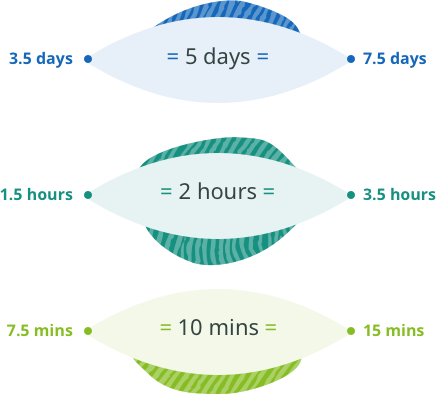 3.5 days = 5 days = 7.5 days
1.5 hours = 2 hours = 3.5 hours
7.5 mins = 10 mins = 15 mins